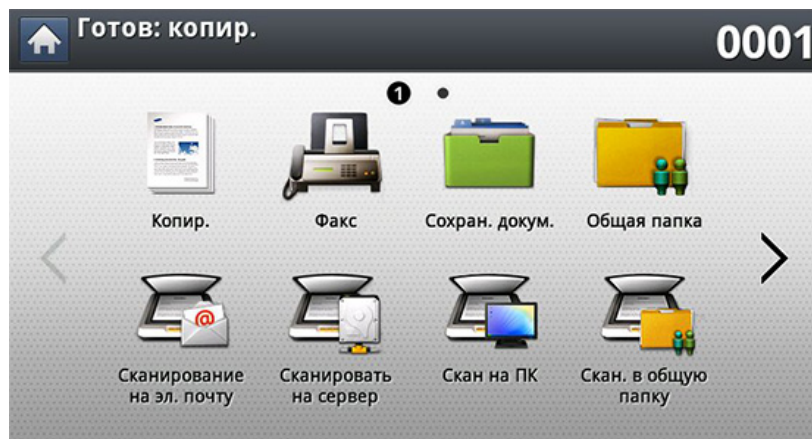 Готов: копир.
0001
1
Копир.
Факс
Сохран. докум.
Общая папка
@
Сканирование
на эл. почту
Сканировать
на сервер
Скан на ПК
Скан. в общую
папку